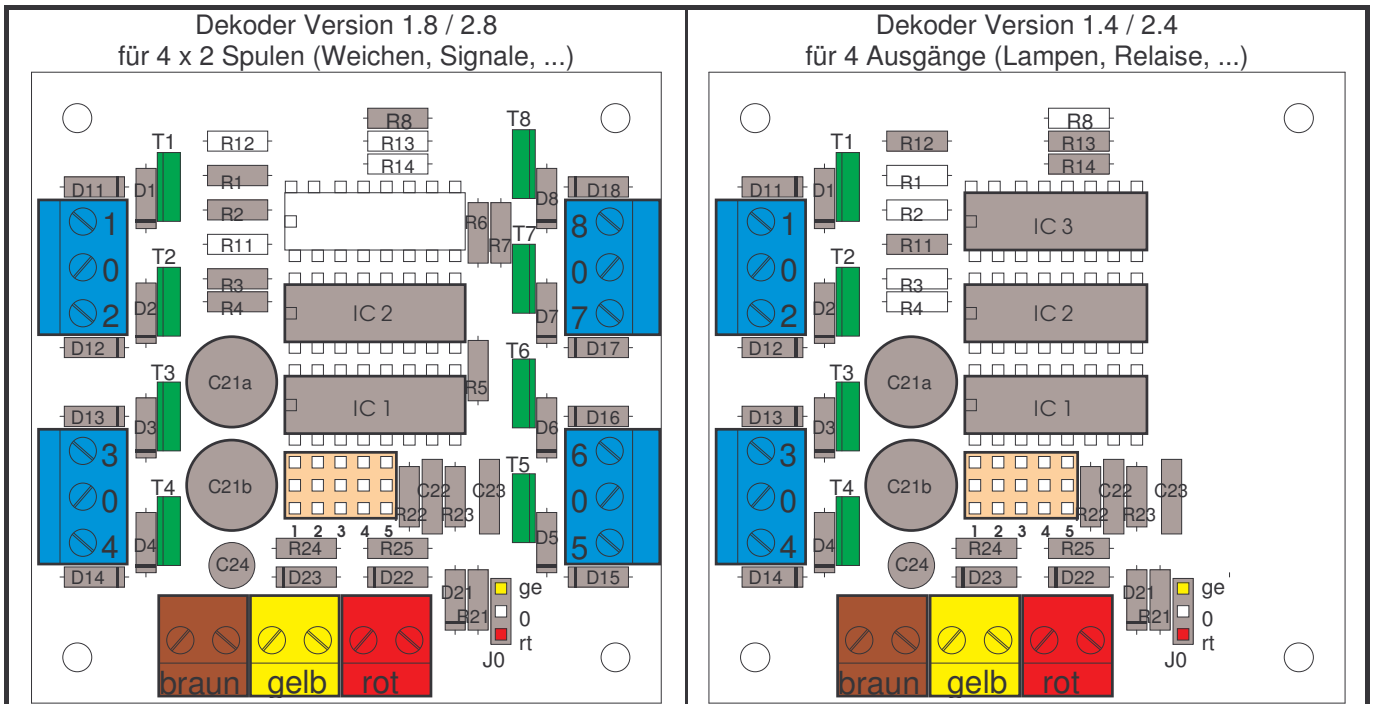 Dekoder Version 1.8 / 2.8
für 4 x 2 Spulen (Weichen, Signale, ...)
T1
R12
R8
R13
R14
T8
D11
D1
R1
D8
D18
1
R2
R6
R7
8
0
R11
T7
0
T2
2
D2
R3
R4
IC 2
D7
7
D12
D17
T3
C21a
R5
T6
D13
D3
IC 1
D6
D16
3
6
T4
0
C21b
C22
C23
T5
0
R22
R23
4
D4
1 2 3 4 5
D5
5
C24
R24
R25
D14
D23
D22
D15
D21
R21
ge
0
rt
J0
braun
gelb
rot
Dekoder Version 1.4 / 2.4
für 4 Ausgänge (Lampen, Relaise, ...)
T1
R12
R8
R13
R14
D11
D1
R1
1
R2
IC 3
0
R11
T2
2
D2
R3
R4
IC 2
D12
T3
C21a
D13
D3
IC 1
3
T4
0
C21b
C22
C23
R22
R23
4
D4
1 2 3 4 5
C24
R24
R25
D14
D23
D22
D21
R21
ge
0
rt
J0
braun
gelb
rot